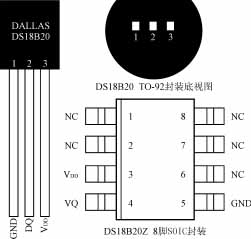 DALLAS
DS18B20
1 2 3
GND
DQ
VDD
1 2 3
DS18B20 TO-92封装底视图
NC 1 8 NC
NC 2 7 NC
VDD 3 6 NC
VQ 4 5 GND
DS18B20Z 8脚SOIC封装